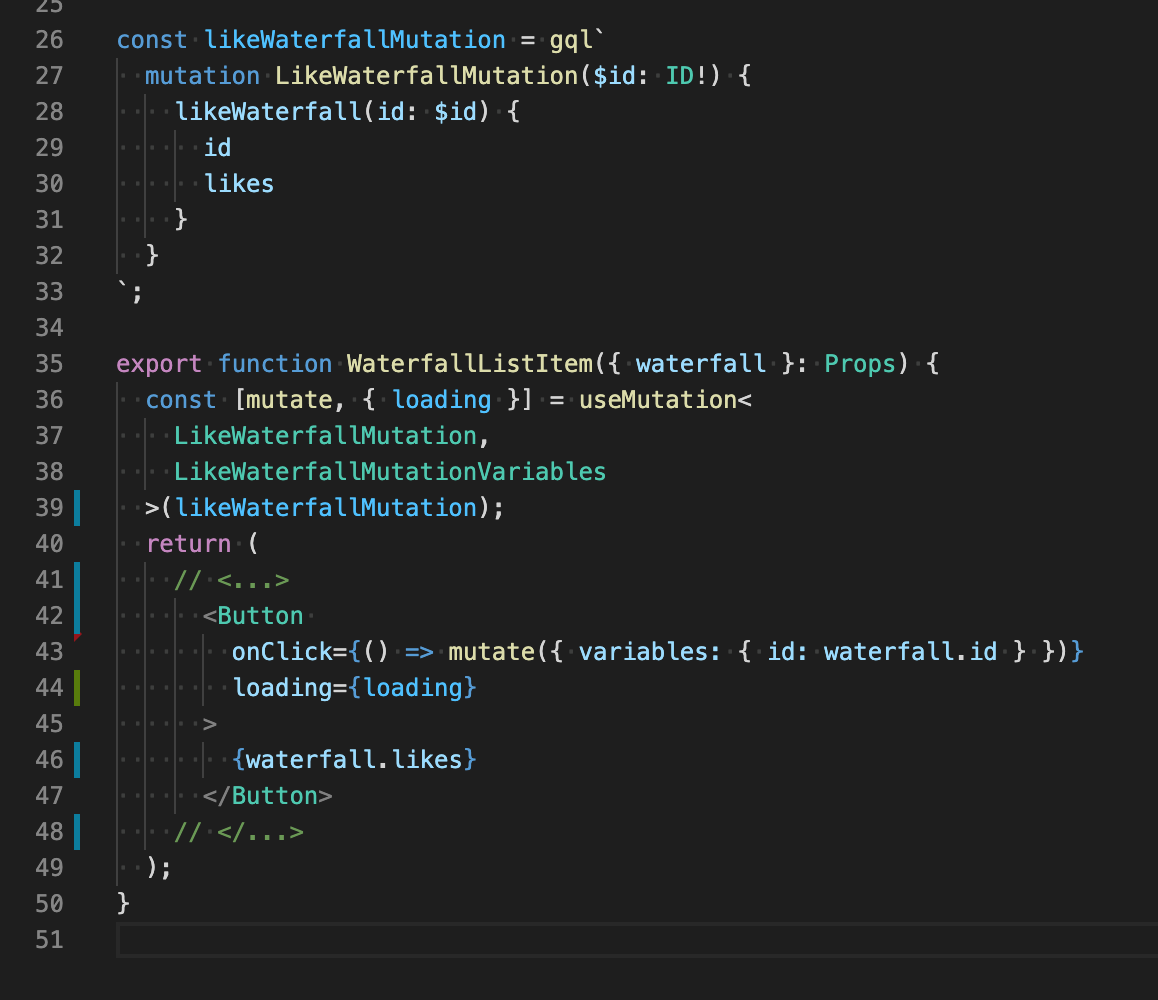 25
26 const likeWaterfallMutation = gql`
27   mutation LikeWaterfallMutation($id: ID!) {
28     likeWaterfall(id: $id) {
29       id
30       likes
31     }
32   }
33 `;
34
35 export function WaterfallListItem({ waterfall }: Props) {
36   const [mutate, { loading }] = useMutation<
37     LikeWaterfallMutation,
38     LikeWaterfallMutationVariables
39   >(likeWaterfallMutation);
40   return (
41     // <...>
42       <Button
43         onClick={() => mutate({ variables: { id: waterfall.id } })}
44         loading={loading}
45       >
46         {waterfall.likes}
47       </Button>
48     // </...>
49   );
50 }
51